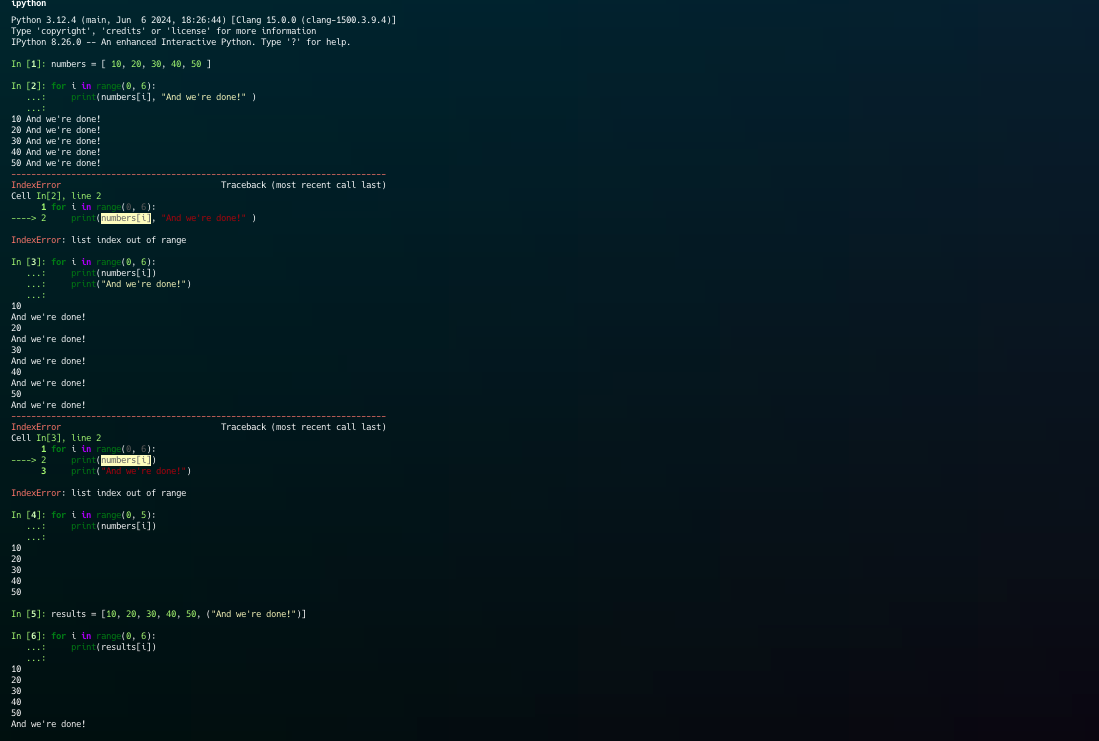 ipython
Python 3.12.4 (main, Jun  6 2024, 18:26:44) [Clang 15.0.0 (clang-1500.3.9.4)]
Type 'copyright', 'credits' or 'license' for more information
IPython 8.26.0 -- An enhanced Interactive Python. Type '?' for help.

In [1]: numbers = [ 10, 20, 30, 40, 50 ]

In [2]: for i in range(0, 6):
   ...:     print(numbers[i], "And we're done!" )
   ...:
10 And we're done!
20 And we're done!
30 And we're done!
40 And we're done!
50 And we're done!
---------------------------------------------------------------------------
IndexError                                Traceback (most recent call last)
Cell In[2], line 2
      1 for i in range(0, 6):
----> 2     print(numbers[i], "And we're done!" )

IndexError: list index out of range

In [3]: for i in range(0, 6):
   ...:     print(numbers[i])
   ...:     print("And we're done!")
   ...:
10
And we're done!
20
And we're done!
30
And we're done!
40
And we're done!
50
And we're done!
---------------------------------------------------------------------------
IndexError                                Traceback (most recent call last)
Cell In[3], line 2
      1 for i in range(0, 6):
----> 2     print(numbers[i])
      3     print("And we're done!")

IndexError: list index out of range

In [4]: for i in range(0, 5):
   ...:     print(numbers[i])
   ...:
10
20
30
40
50

In [5]: results = [10, 20, 30, 40, 50, ("And we're done!")]

In [6]: for i in range(0, 6):
   ...:     print(results[i])
   ...:
10
20
30
40
50
And we're done!